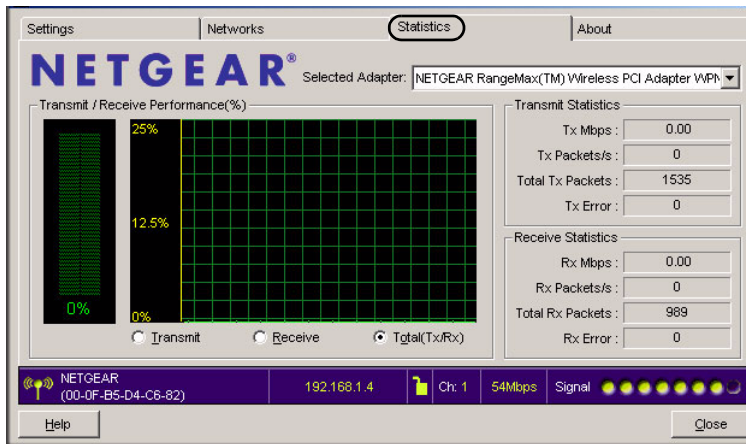 Settings
Networks
Statistics
About
NETGEAR®
Selected Adapter: NETGEAR RangeMax(TM) Wireless PCI Adapter WPN
Transmit / Receive Performance(%)
25%
12.5%
0%
0%
Transmit
Receive
Total(Tx/Rx)
Transmit Statistics
Tx Mbps : 0.00
Tx Packets/s : 0
Total Tx Packets : 1535
Tx Error : 0
Receive Statistics
Rx Mbps : 0.00
Rx Packets/s : 0
Total Rx Packets : 989
Rx Error : 0
NETGEAR
(00-0F-B5-D4-C6-82)
192.168.1.4
Ch: 1
54Mbps
Signal
Help
Close